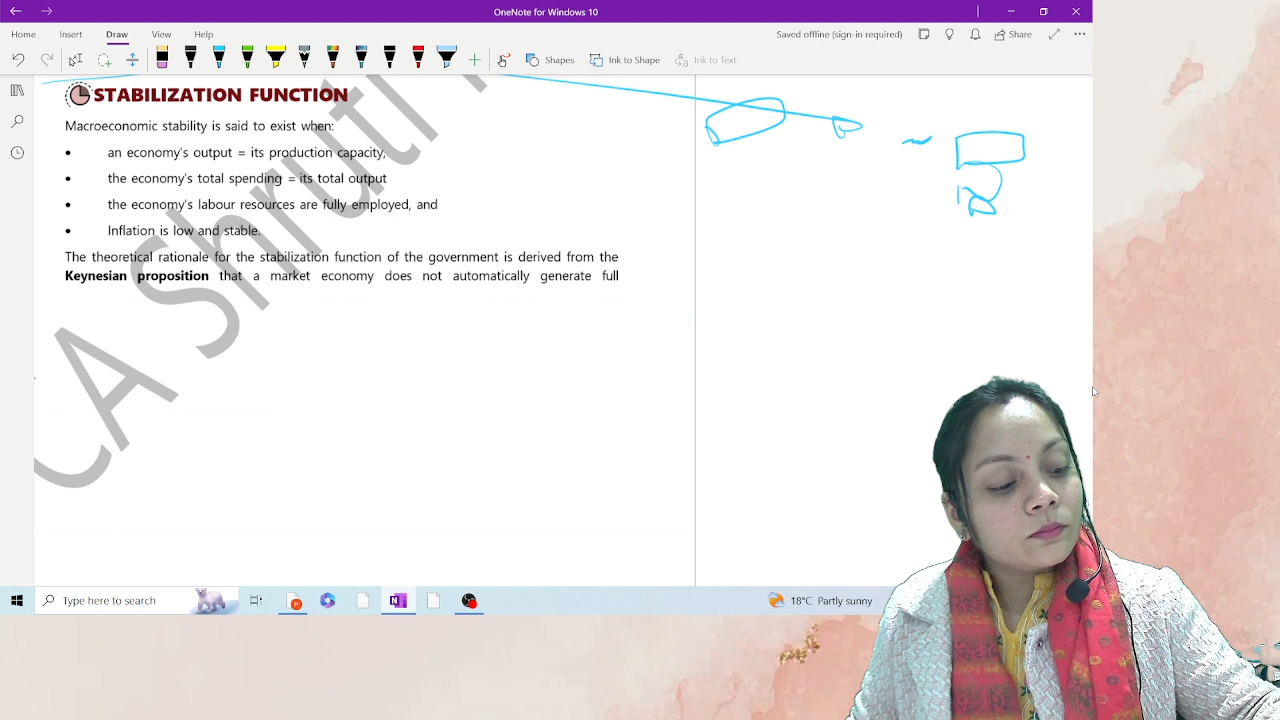 OneNote for Windows 10
Home Insert Draw View Help
Saved offline (sign-in required)
Share
Shapes
Ink to Shape
Ink to Text
STABILIZATION FUNCTION
Macroeconomic stability is said to exist when:
• an economy's output = its production capacity,
• the economy's total spending = its total output
• the economy's labour resources are fully employed, and
• Inflation is low and stable.
The theoretical rationale for the stabilization function of the government is derived from the
Keynesian proposition that a market economy does not automatically generate full
CA Shruti
Type here to search
18°C Partly sunny